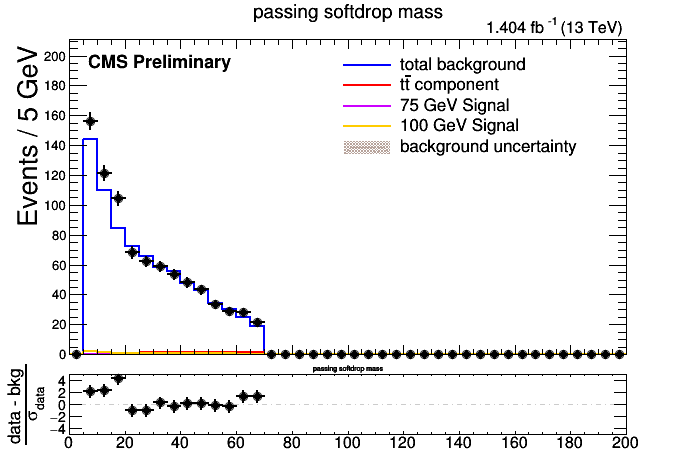 passing softdrop mass
1.404 fb⁻¹ (13 TeV)
CMS Preliminary
total background
tt̄ component
75 GeV Signal
100 GeV Signal
background uncertainty
Events / 5 GeV
200
180
160
140
120
100
80
60
40
20
0
passing softdrop mass
data - bkg
σ data
4
2
0
−2
−4
0 20 40 60 80 100 120 140 160 180 200